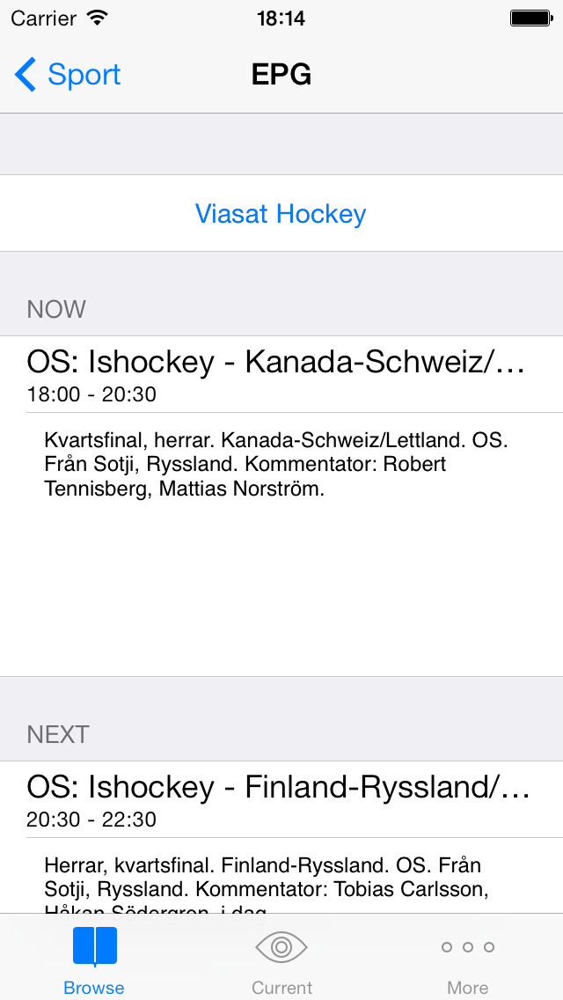 Carrier 18:14
Sport EPG
Viasat Hockey
NOW
OS: Ishockey - Kanada-Schweiz/...
18:00 - 20:30
Kvartsfinal, herrar. Kanada-Schweiz/Lettland. OS.
Från Sotji, Ryssland. Kommentator: Robert
Tennisberg, Mattias Norström.
NEXT
OS: Ishockey - Finland-Ryssland/...
20:30 - 22:30
Herrar, kvartsfinal. Finland-Ryssland. OS. Från
Sotji, Ryssland. Kommentator: Tobias Carlsson,
Håkan Södergren, i dag
Browse Current More